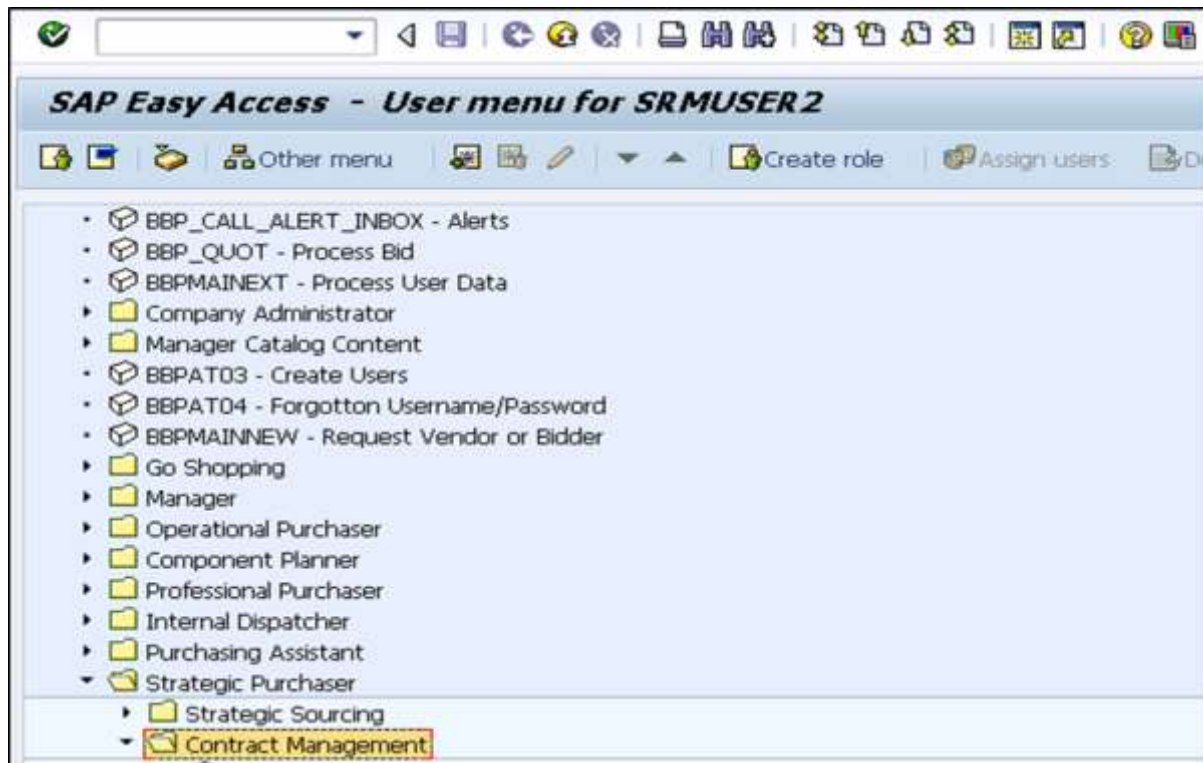 SAP Easy Access - User menu for SRMUSER2
Other menu Create role Assign users
BBP_CALL_ALERT_INBOX - Alerts
BBP_QUOT - Process Bid
BBPMAINEXT - Process User Data
Company Administrator
Manager Catalog Content
BBPAT03 - Create Users
BBPAT04 - Forgotton Username/Password
BBPMAINNEW - Request Vendor or Bidder
Go Shopping
Manager
Operational Purchaser
Component Planner
Professional Purchaser
Internal Dispatcher
Purchasing Assistant
Strategic Purchaser
Strategic Sourcing
Contract Management